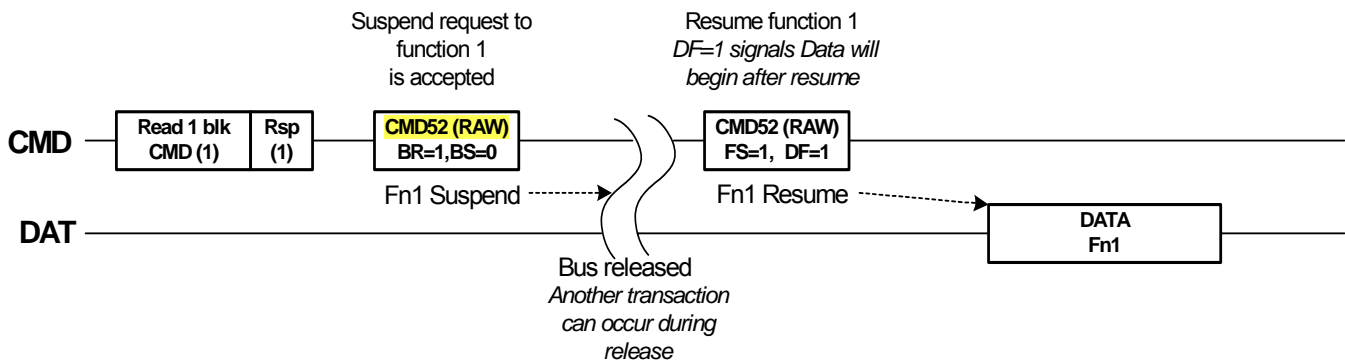 Suspend request to
function 1
is accepted
Resume function 1
DF=1 signals Data will
begin after resume
CMD
Read 1 blk
CMD (1)
Rsp
(1)
CMD52 (RAW)
BR=1,BS=0
CMD52 (RAW)
FS=1, DF=1
Fn1 Suspend
Fn1 Resume
DAT
DATA
Fn1
Bus released
Another transaction
can occur during
release